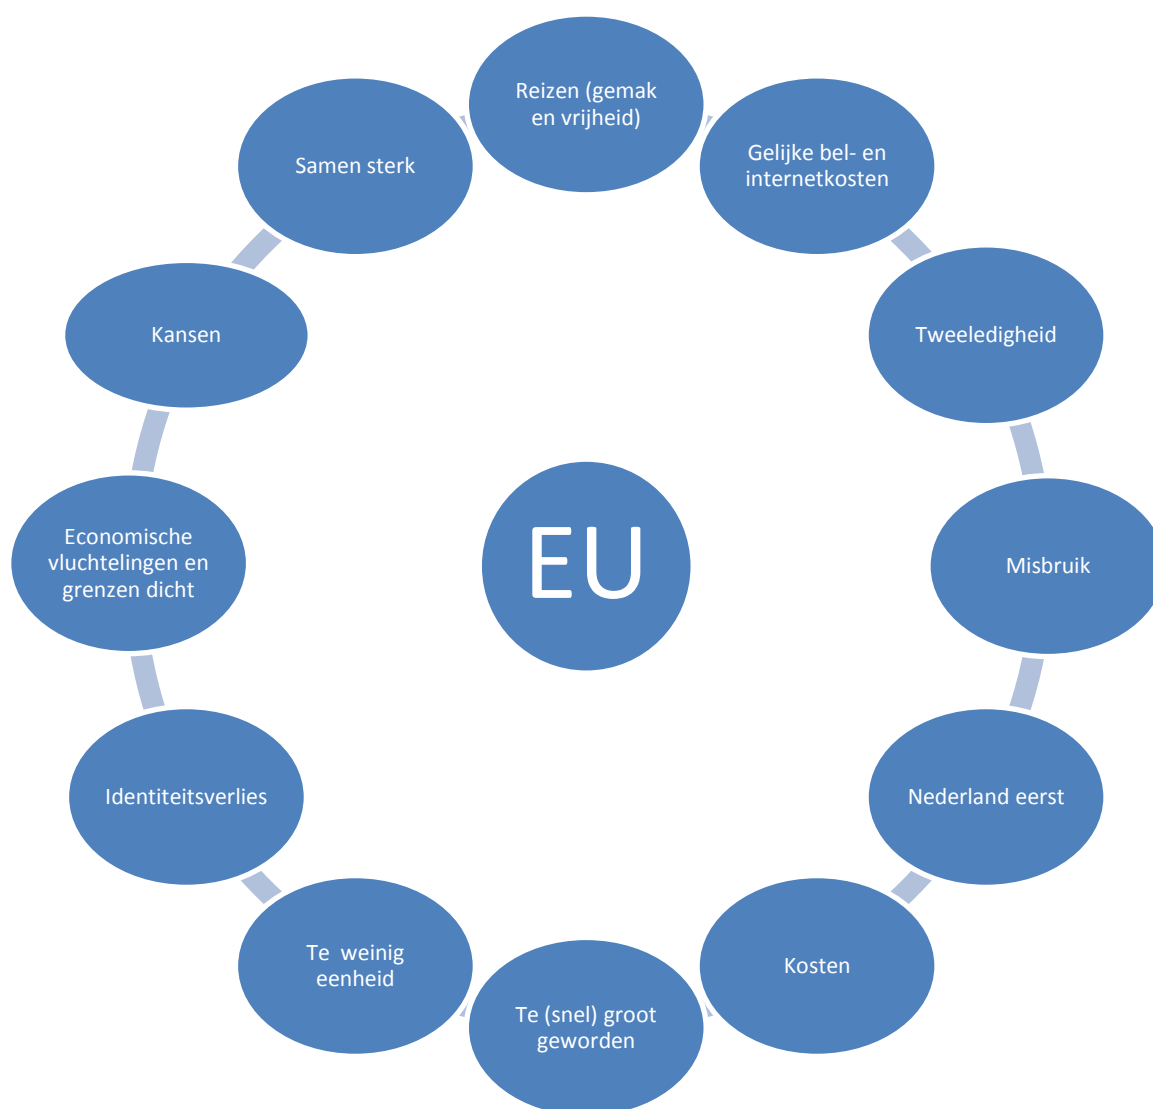 Reizen (gemak
en vrijheid)
Gelijke bel- en
internetkosten
Tweeledigheid
Misbruik
Nederland eerst
Kosten
Te (snel) groot
geworden
Te  weinig
eenheid
Identiteitsverlies
Economische
vluchtelingen en
grenzen dicht
Kansen
Samen sterk
EU